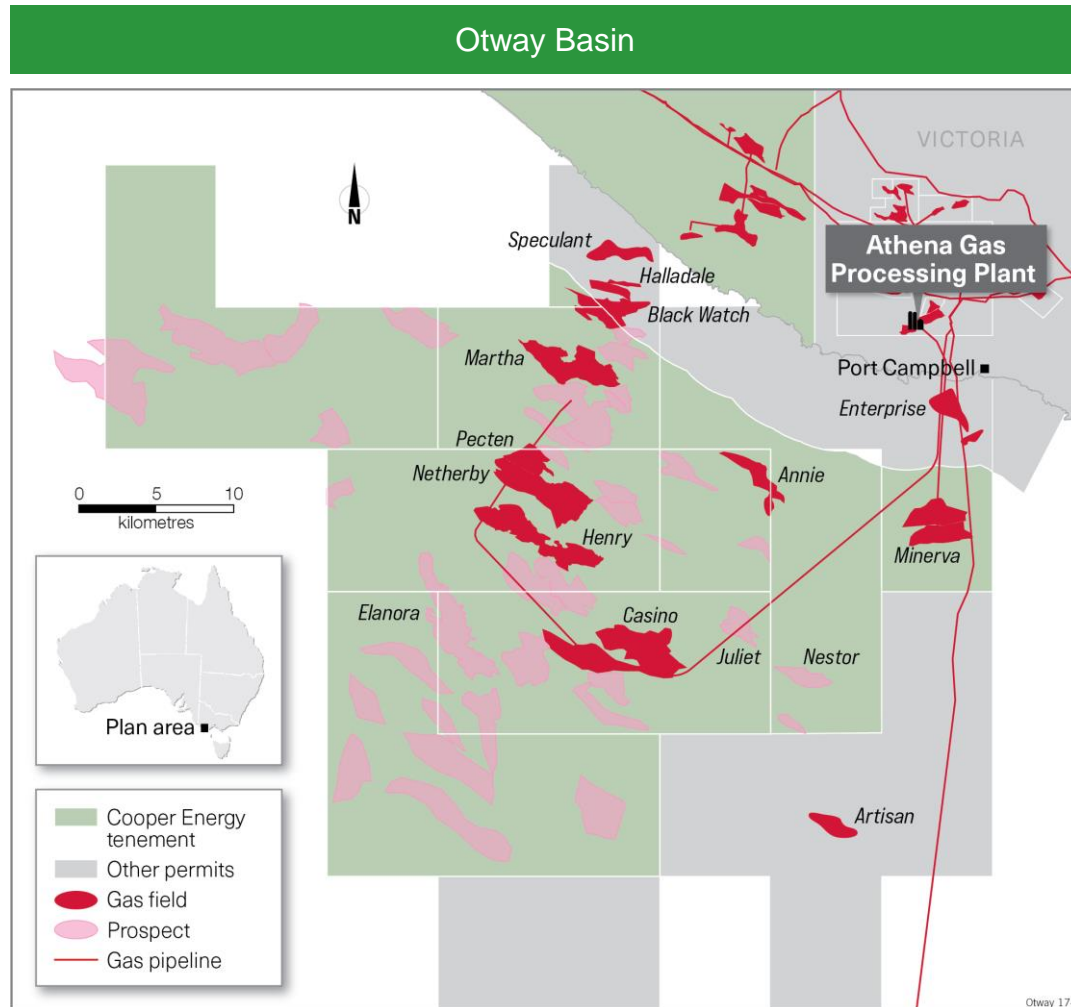 Otway Basin
VICTORIA
N
Speculant
Athena Gas
Processing Plant
Halladale
Black Watch
Martha
Port Campbell
Enterprise
Pecten
Netherby
Annie
0 5 10
kilometres
Henry
Minerva
Elanora
Casino
Juliet
Nestor
Plan area
Artisan
Cooper Energy
tenement
Other permits
Gas field
Prospect
Gas pipeline
Otway 17